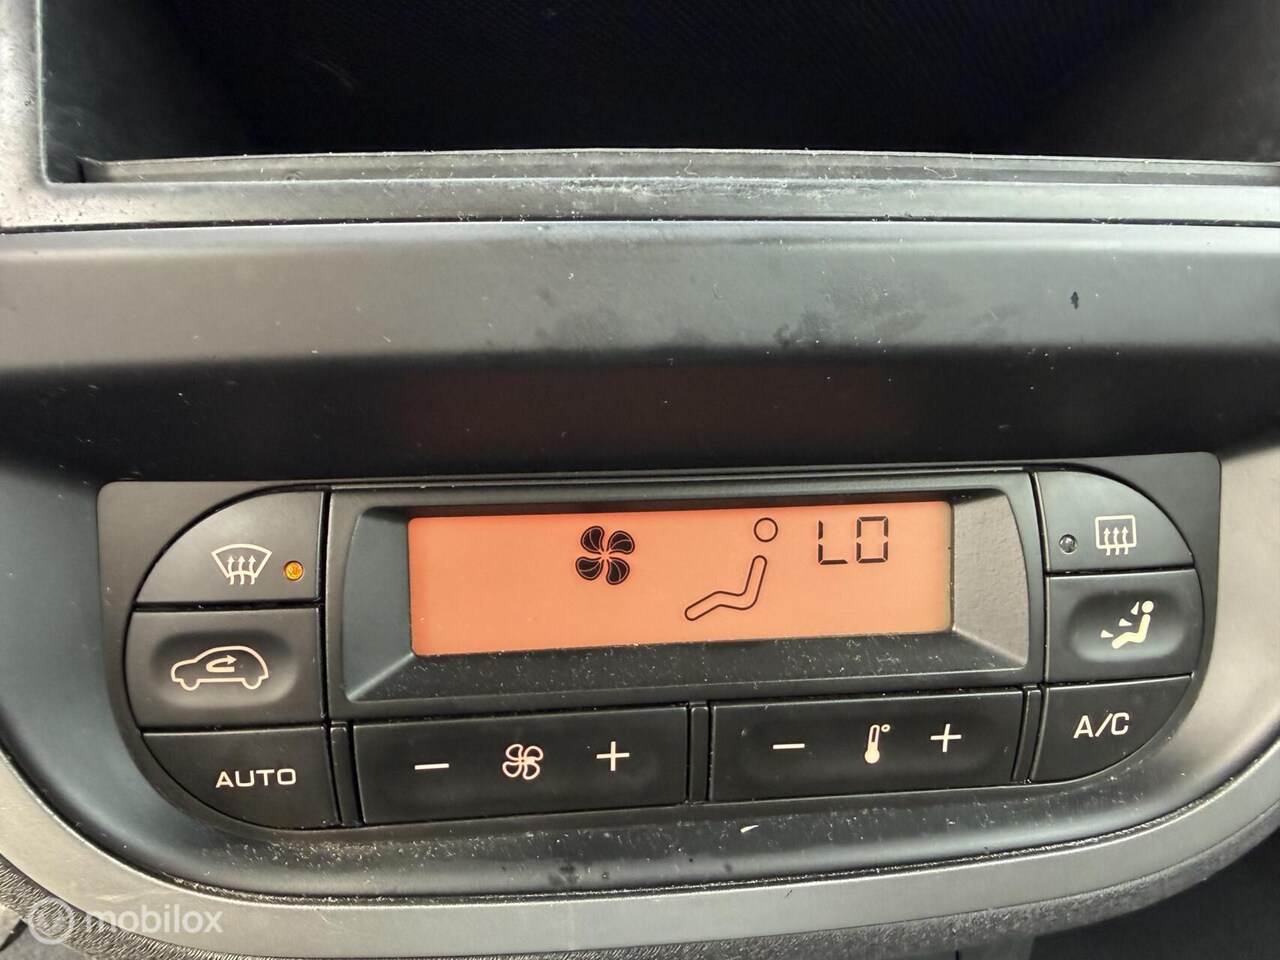 LO
AUTO
- +
- +
A/C
mobilox